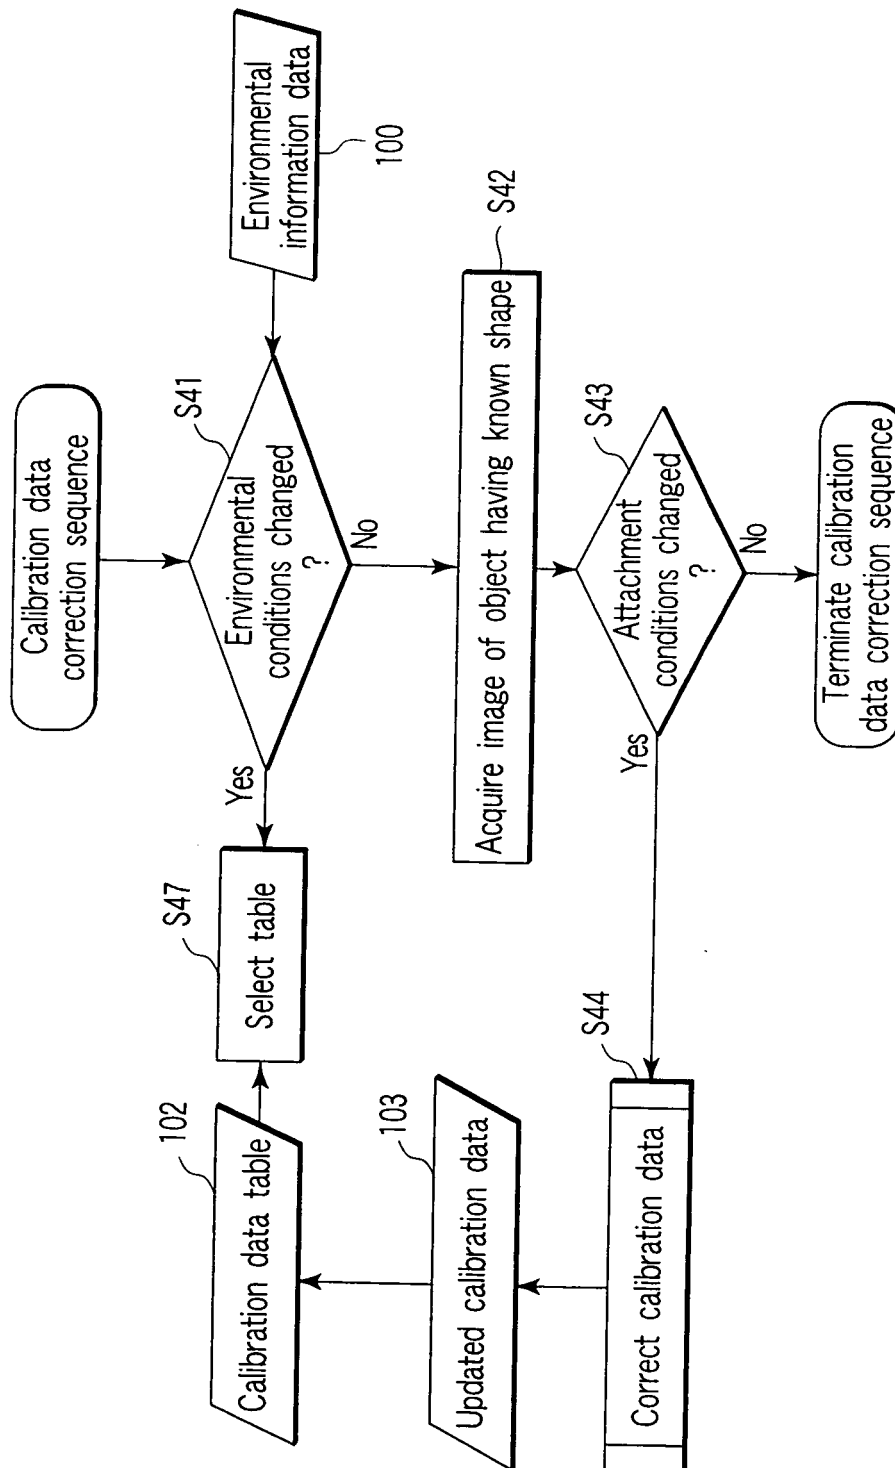 Calibration data
correction sequence
Environmental
information data
100
S41
Environmental
conditions changed
?
Yes
No
S47
Select table
102
Calibration data table
S42
Acquire image of object having known shape
S43
Attachment
conditions changed
?
Yes
No
103
Updated calibration data
S44
Correct calibration data
Terminate calibration
data correction sequence